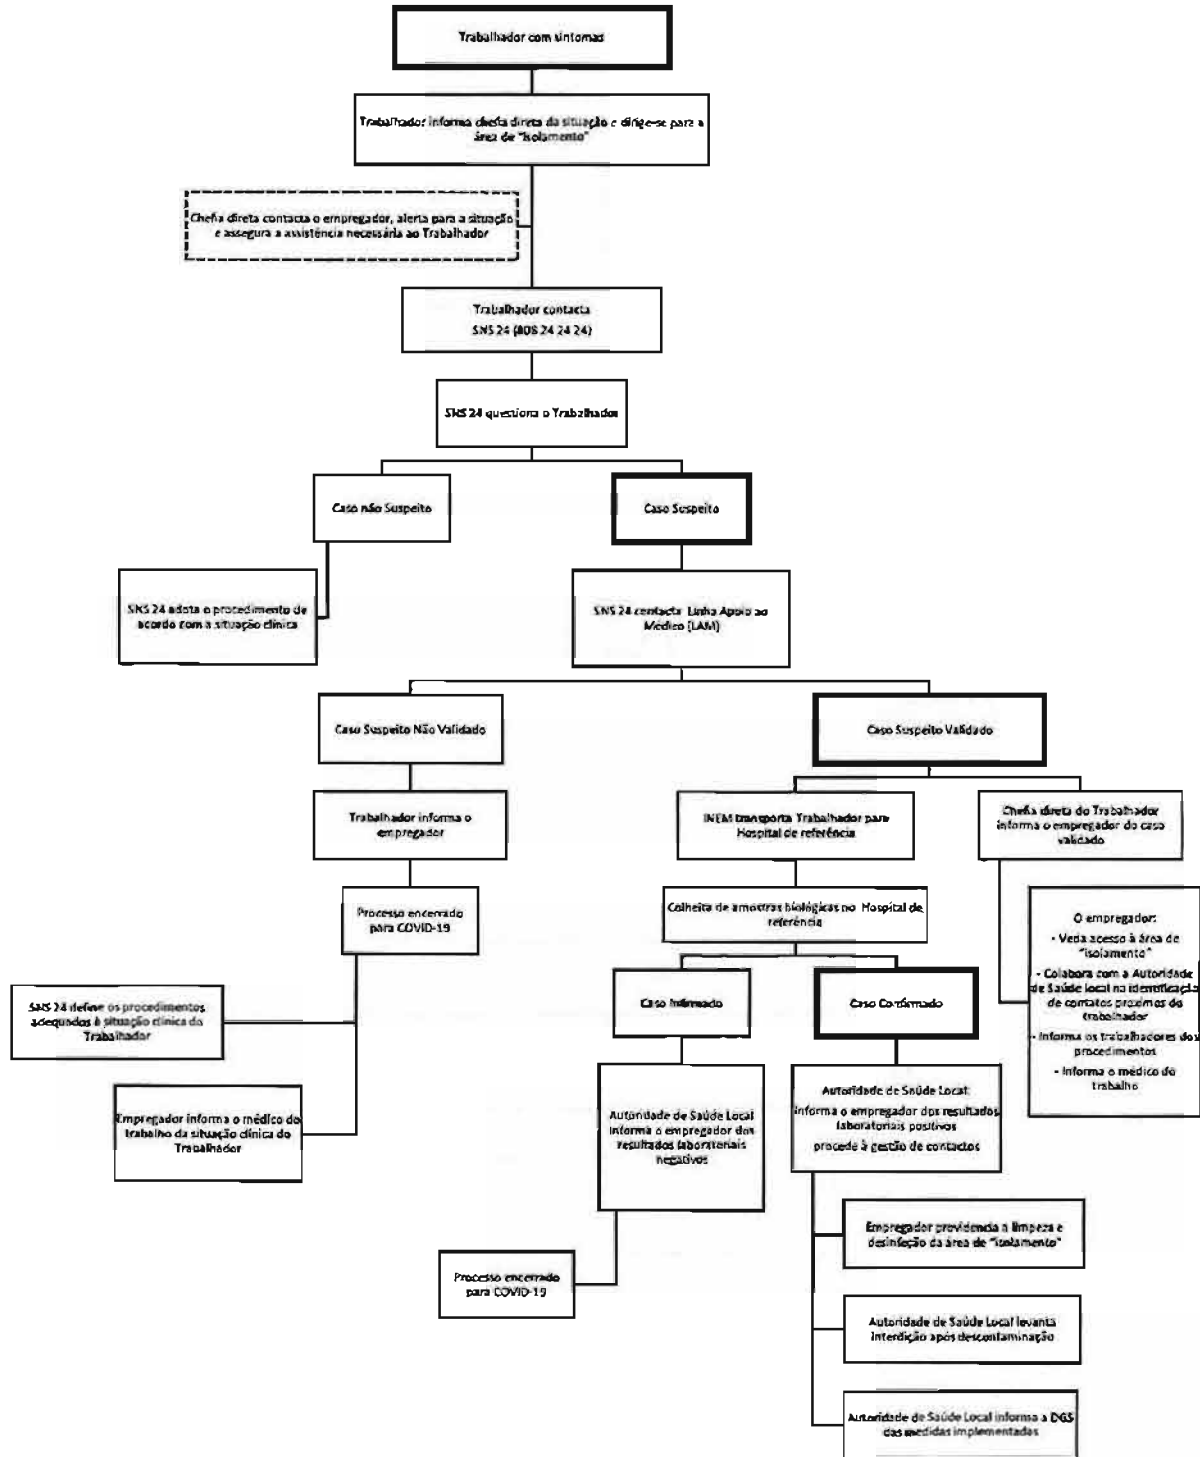 Trabalhador com sintomas
Trabalhador informa chefia direta da situação e dirige-se para a
área de "isolamento"
Chefia direta contacta o empregador, alerta para a situação
e assegura a assistência necessária ao Trabalhador
Trabalhador contacta
SNS 24 (808 24 24 24)
SNS 24 questiona o Trabalhador
Caso não Suspeito
Caso Suspeito
SNS 24 adota o procedimento de
acordo com a situação clínica
SNS 24 contacta Linha Apoio ao
Médico (LAM)
Caso Suspeito Não Validado
Caso Suspeito Validado
Trabalhador informa o
empregador
INEM transporta Trabalhador para
Hospital de referência
Chefia direta do Trabalhador
informa o empregador do caso
validado
Processo encerrado
para COVID-19
Colheita de amostras biológicas no Hospital de
referência
O empregador:
- Veda acesso à área de
"isolamento"
- Colabora com a Autoridade
de Saúde local na identificação
de contatos próximos do
trabalhador
- Informa os trabalhadores dos
procedimentos
- Informa o médico do
trabalho
SNS 24 define os procedimentos
adequados à situação clínica do
Trabalhador
Caso Infirmado
Caso Confirmado
Empregador informa o médico do
trabalho da situação clínica do
Trabalhador
Autoridade de Saúde Local
informa o empregador dos
resultados laboratoriais
negativos
Autoridade de Saúde Local:
informa o empregador dos resultados
laboratoriais positivos
procede à gestão de contactos
Processo encerrado
para COVID-19
Empregador providencia a limpeza e
desinfeção da área de "isolamento"
Autoridade de Saúde Local levanta
interdição após descontaminação
Autoridade de Saúde Local informa a DGS
das medidas implementadas